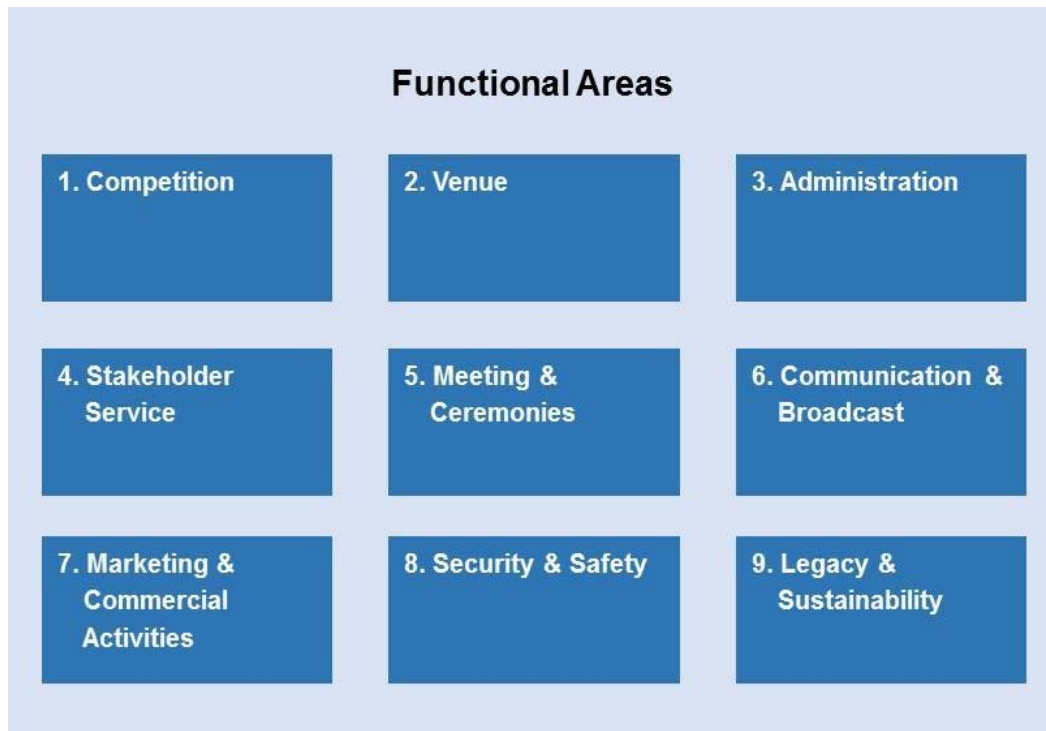 Functional Areas
1. Competition
2. Venue
3. Administration
4. Stakeholder
Service
5. Meeting &
Ceremonies
6. Communication &
Broadcast
7. Marketing &
Commercial
Activities
8. Security & Safety
9. Legacy &
Sustainability